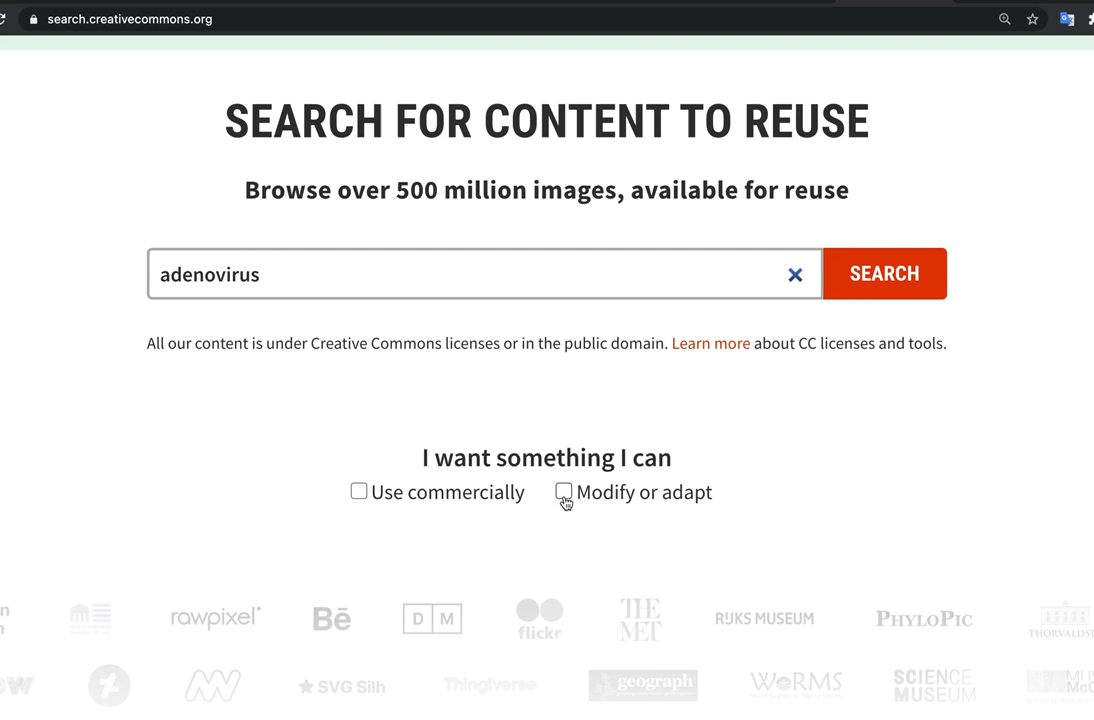 search.creativecommons.org
SEARCH FOR CONTENT TO REUSE
Browse over 500 million images, available for reuse
adenovirus
SEARCH
All our content is under Creative Commons licenses or in the public domain. Learn more about CC licenses and tools.
I want something I can
Use commercially Modify or adapt
rawpixel
Bē
D M
flickr
THE MET
RIJKS MUSEUM
PHYLOPIC
THORVALDSE
SVG Silh
Thingiverse
geograph
WoRMS
SCIENCE MUSEUM